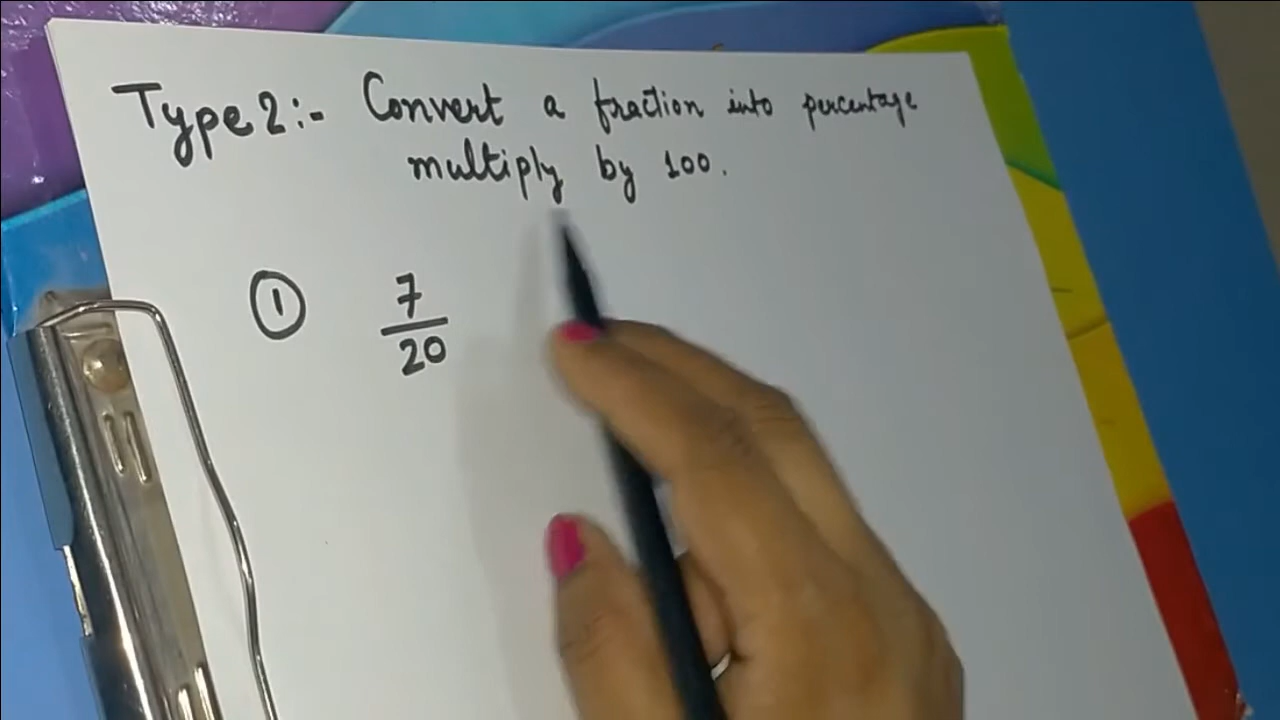 Type 2:- Convert a fraction into percentage
multiply by 100.
① 7/20